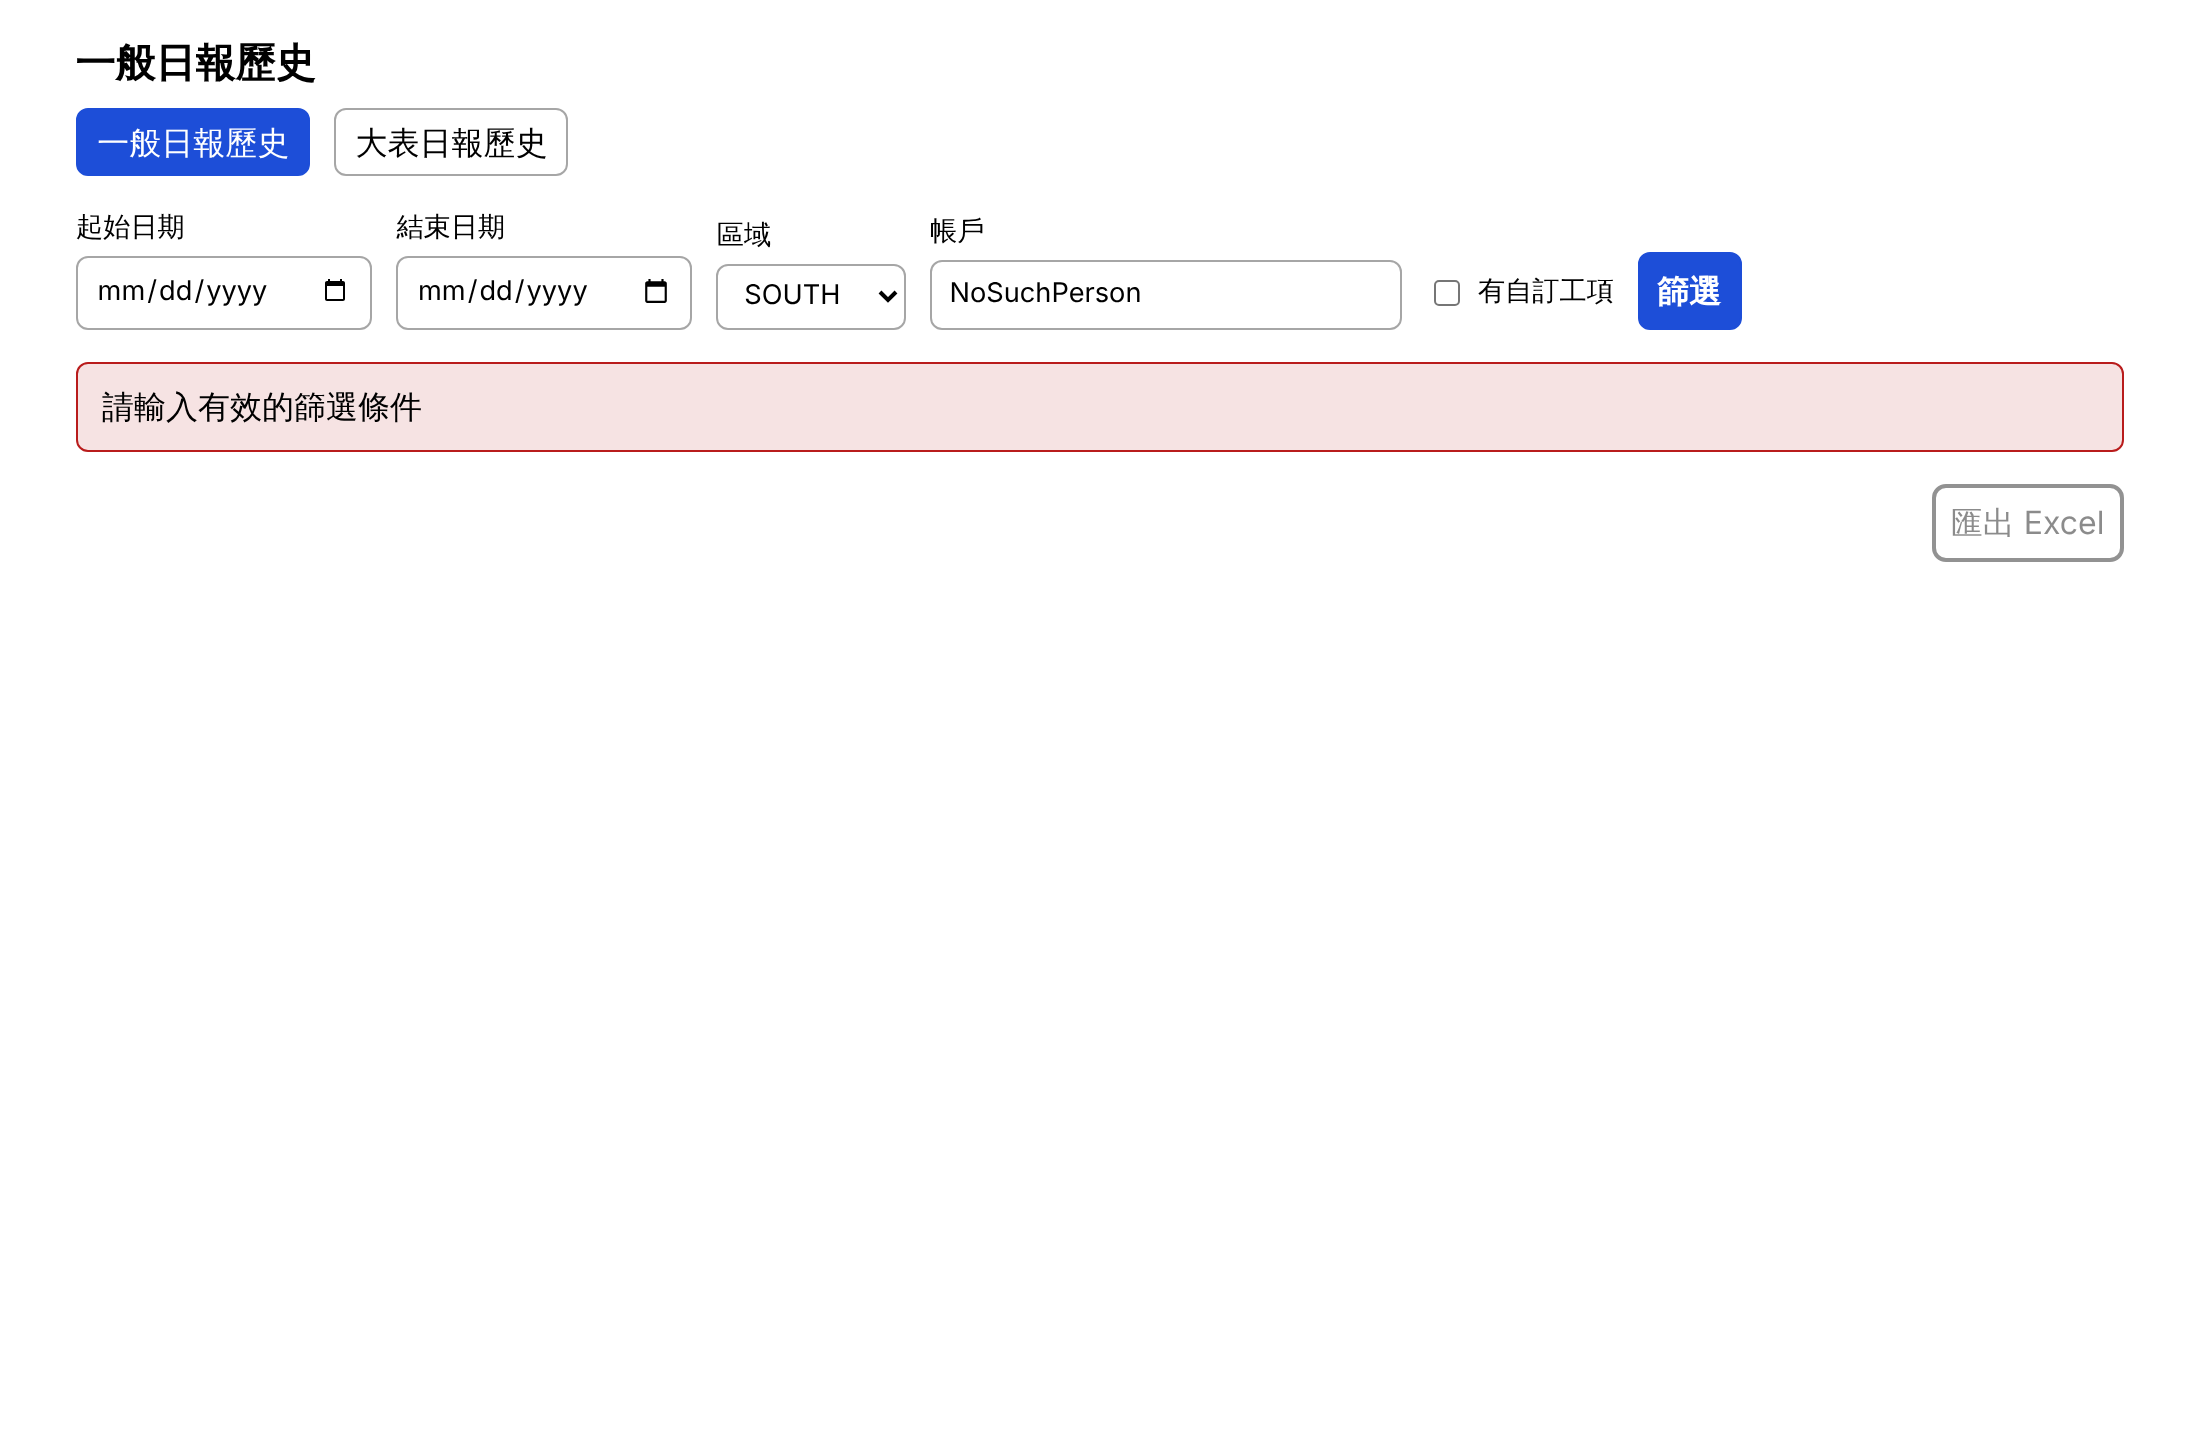 一般日報歷史
一般日報歷史 大表日報歷史
起始日期 結束日期 區域 帳戶
mm/dd/yyyy mm/dd/yyyy SOUTH NoSuchPerson 有自訂工項 篩選
請輸入有效的篩選條件
匯出 Excel